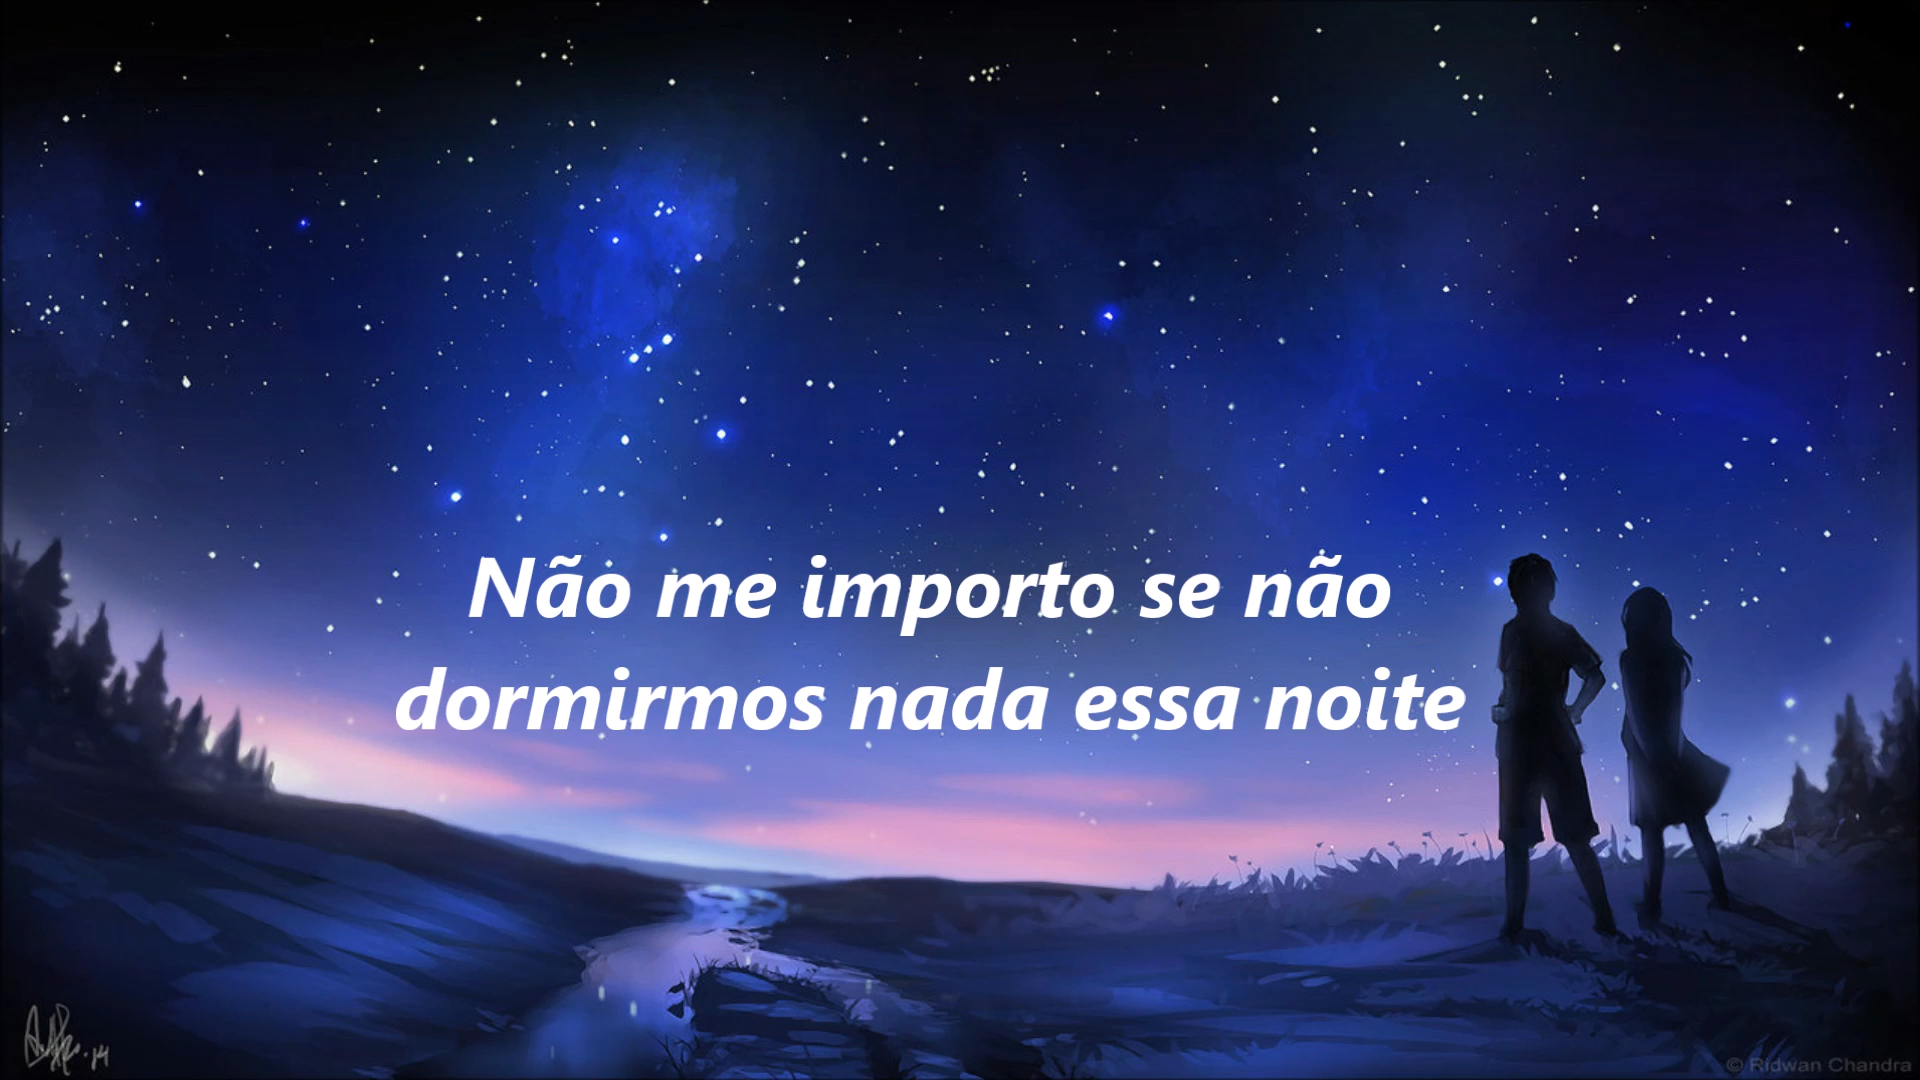 Não me importo se não
dormirmos nada essa noite
© Ridwan Chandra